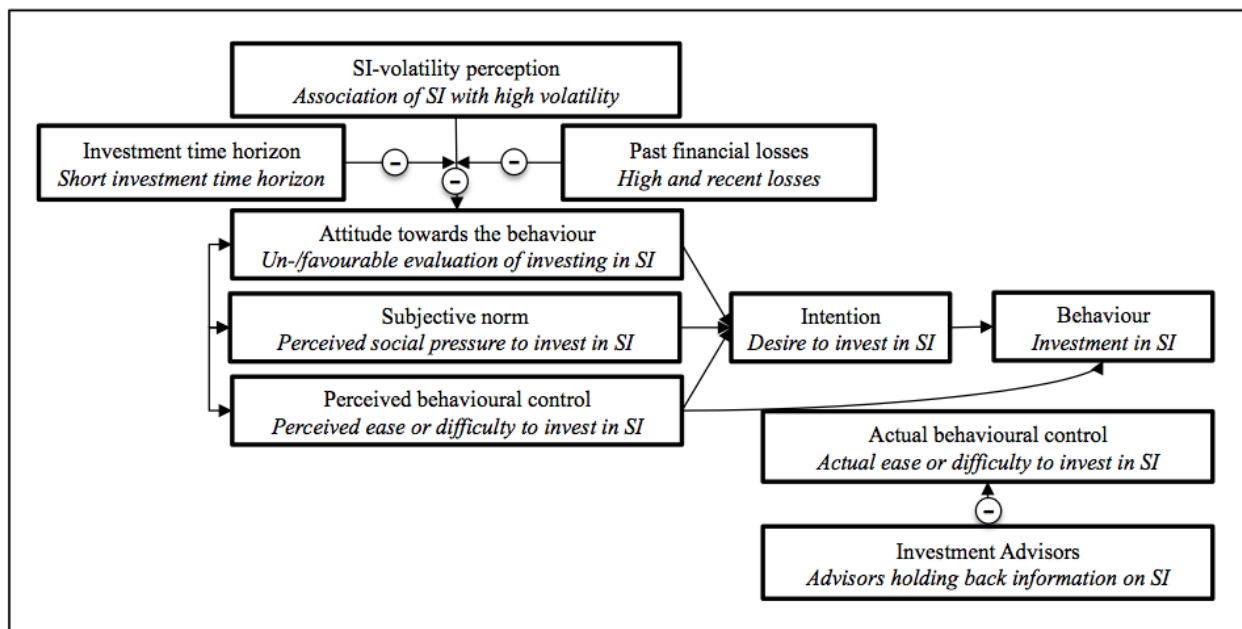 SI-volatility perception
Association of SI with high volatility
Investment time horizon
Short investment time horizon
Past financial losses
High and recent losses
Attitude towards the behaviour
Un-/favourable evaluation of investing in SI
Subjective norm
Perceived social pressure to invest in SI
Intention
Desire to invest in SI
Behaviour
Investment in SI
Perceived behavioural control
Perceived ease or difficulty to invest in SI
Actual behavioural control
Actual ease or difficulty to invest in SI
Investment Advisors
Advisors holding back information on SI